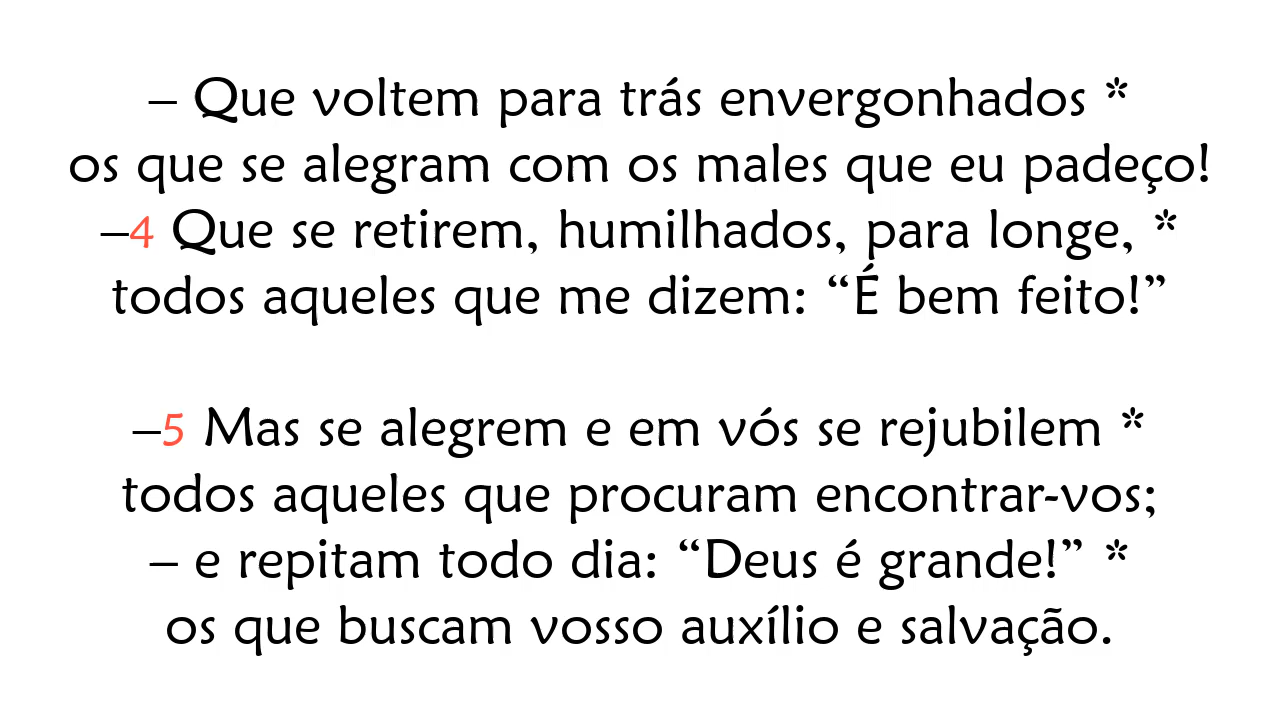 – Que voltem para trás envergonhados *
os que se alegram com os males que eu padeço!
–4 Que se retirem, humilhados, para longe, *
todos aqueles que me dizem: “É bem feito!”
–5 Mas se alegrem e em vós se rejubilem *
todos aqueles que procuram encontrar-vos;
– e repitam todo dia: “Deus é grande!” *
os que buscam vosso auxílio e salvação.